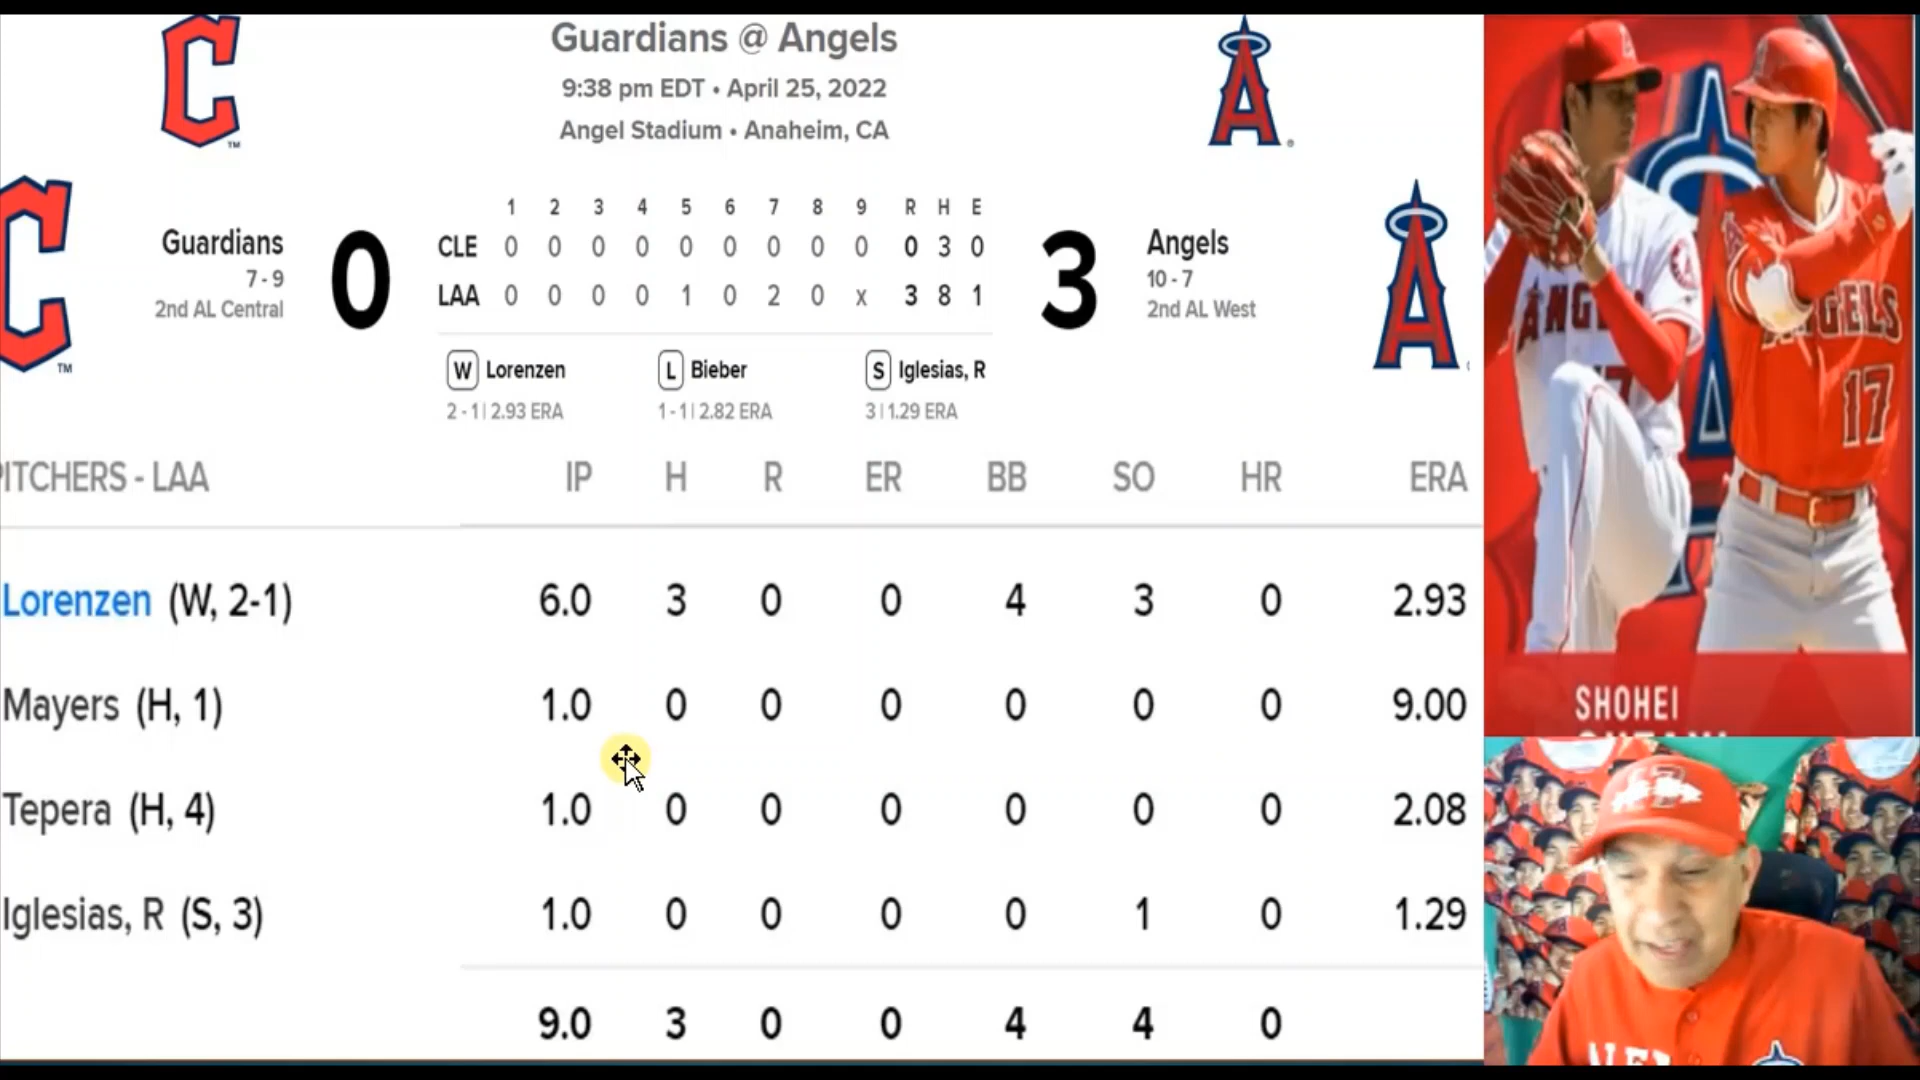 Guardians @ Angels
9:38 pm EDT • April 25, 2022
Angel Stadium • Anaheim, CA
Guardians
7 - 9
2nd AL Central
0
1 2 3 4 5 6 7 8 9 R H E
CLE 0 0 0 0 0 0 0 0 0 0 3 0
LAA 0 0 0 0 1 0 2 0 x 3 8 1
3
Angels
10 - 7
2nd AL West
W Lorenzen
2 - 1 | 2.93 ERA
L Bieber
1 - 1 | 2.82 ERA
S Iglesias, R
3 | 1.29 ERA
PITCHERS - LAA IP H R ER BB SO HR ERA
Lorenzen (W, 2-1) 6.0 3 0 0 4 3 0 2.93
Mayers (H, 1) 1.0 0 0 0 0 0 0 9.00
Tepera (H, 4) 1.0 0 0 0 0 0 0 2.08
Iglesias, R (S, 3) 1.0 0 0 0 0 1 0 1.29
9.0 3 0 0 4 4 0
ANGELS
17
SHOHEI